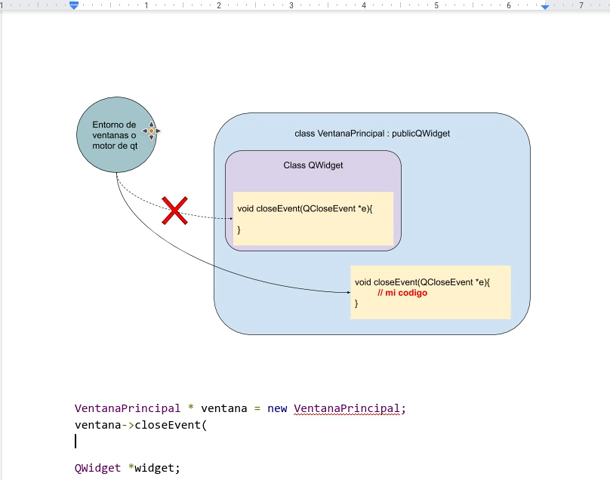 1 1 2 3 4 5 6 7
Entorno de
ventanas o
motor de qt
class VentanaPrincipal : publicQWidget
Class QWidget
void closeEvent(QCloseEvent *e){
}
void closeEvent(QCloseEvent *e){
// mi codigo
}
VentanaPrincipal * ventana = new VentanaPrincipal;
ventana->closeEvent(
QWidget *widget;